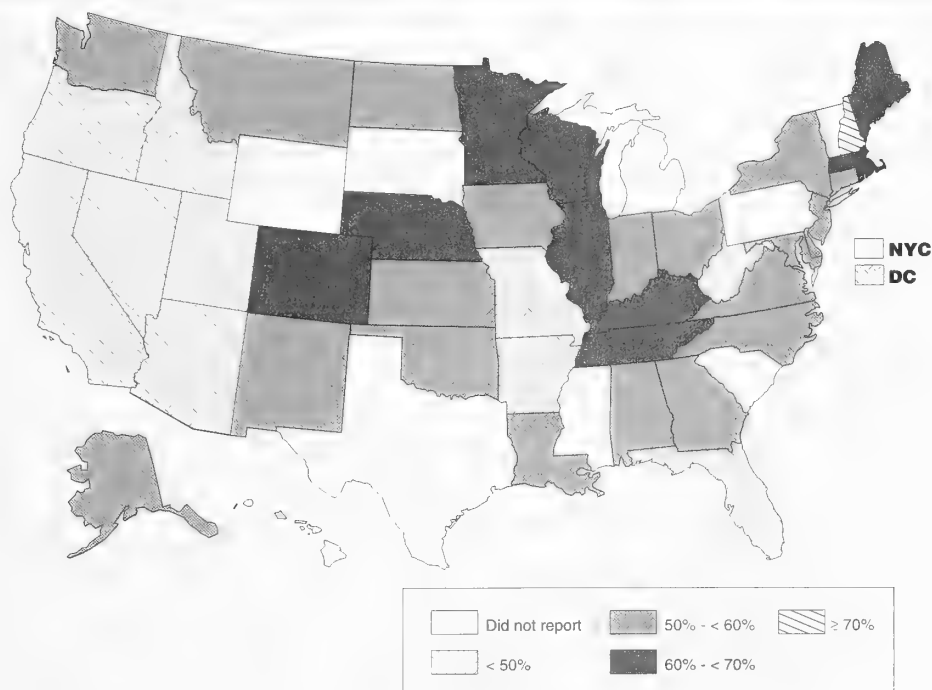 NYC
DC
Did not report
50% - < 60%
≥ 70%
< 50%
60% - < 70%